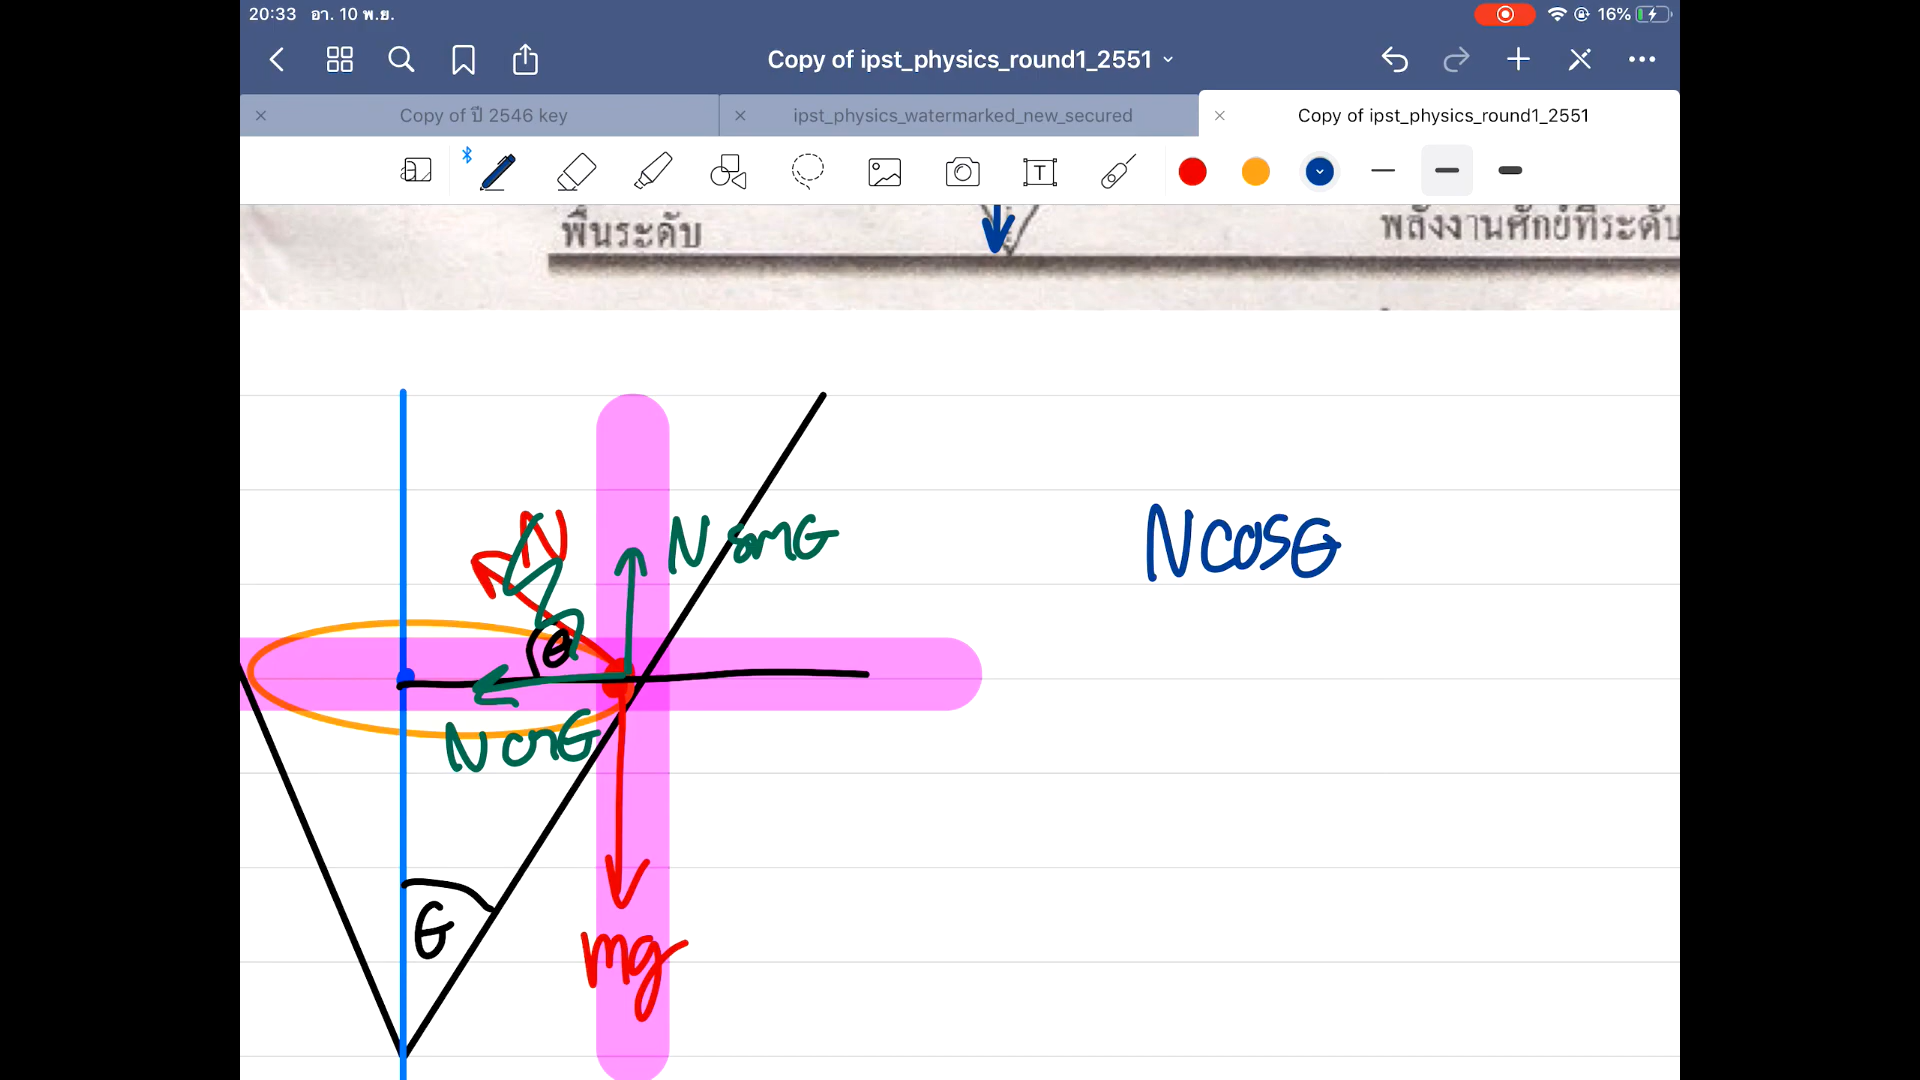 20:33 อา. 10 พ.ย.
16%
Copy of ipst_physics_round1_2551
Copy of ปี 2546 key
ipst_physics_watermarked_new_secured
Copy of ipst_physics_round1_2551
T
พื้นระดับ
พลังงานศักย์ที่ระดับ
N
N sinθ
N cosθ
θ
N cosθ
θ
mg